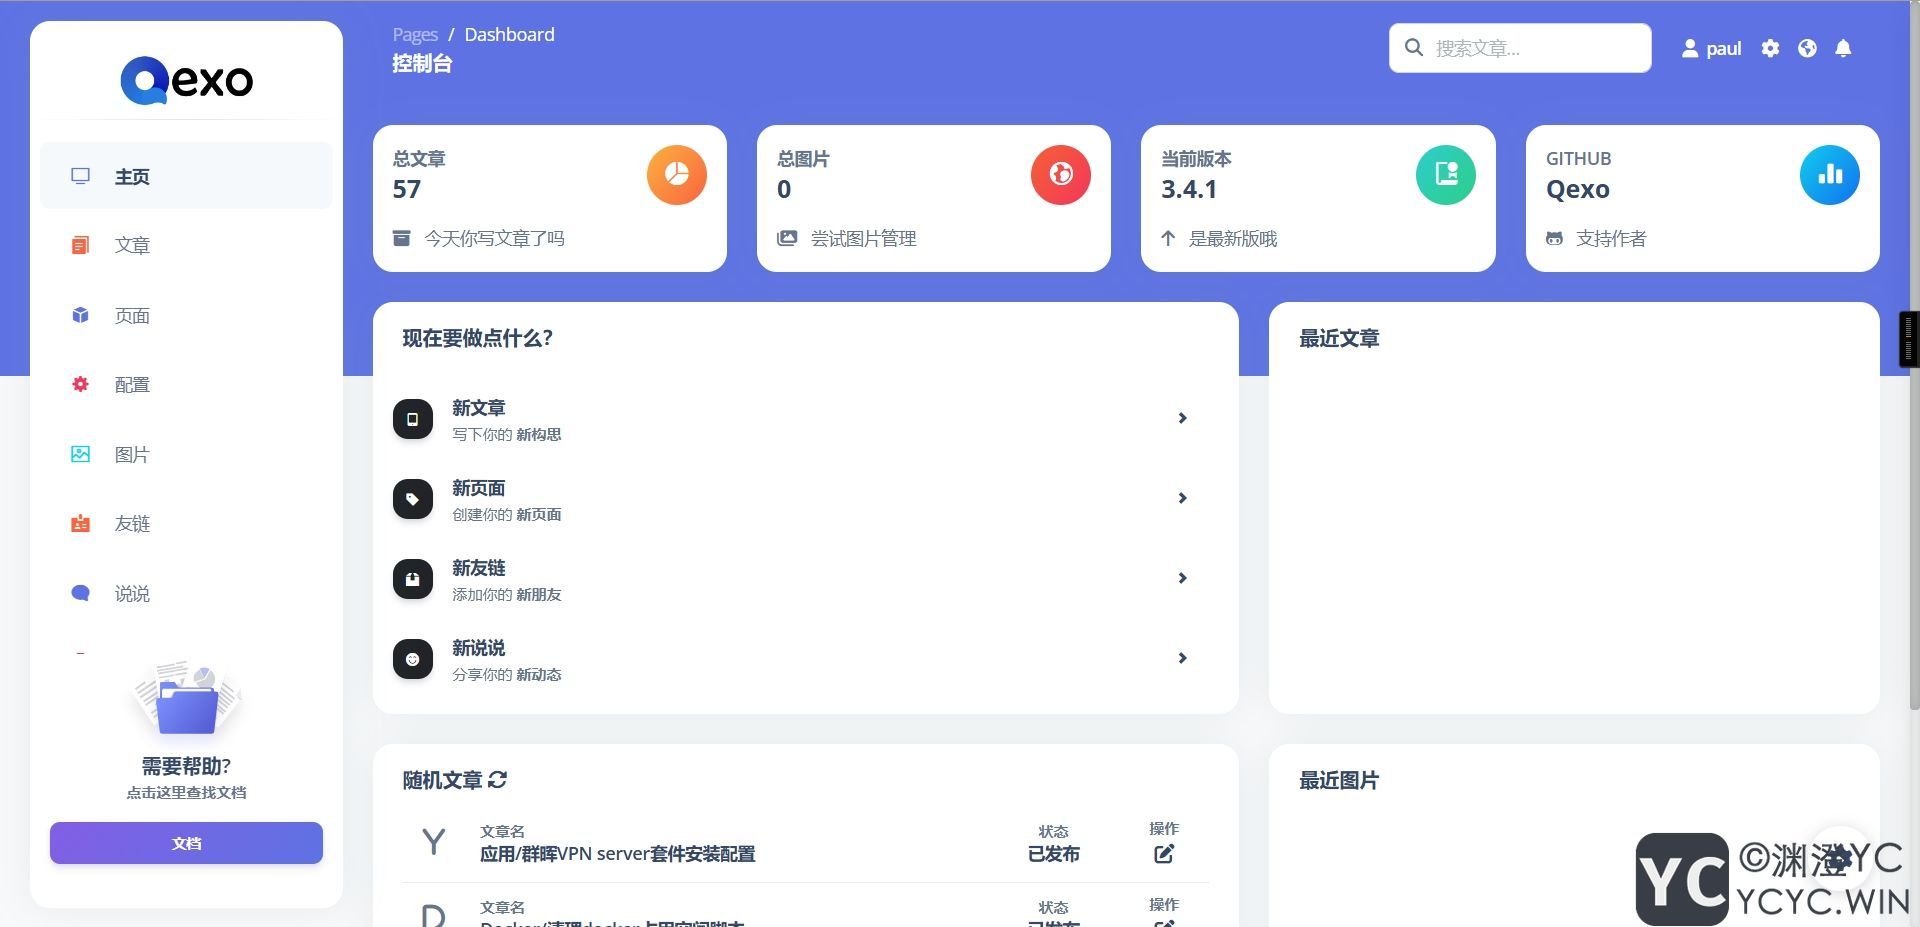 Qexo
主页
文章
页面
配置
图片
友链
说说
需要帮助?
点击这里查找文档
文档
Pages / Dashboard
控制台
搜索文章...
paul
总文章
57
今天你写文章了吗
总图片
0
尝试图片管理
当前版本
3.4.1
是最新版哦
GITHUB
Qexo
支持作者
现在要做点什么?
新文章
写下你的 新构思
新页面
创建你的 新页面
新友链
添加你的 新朋友
新说说
分享你的 新动态
最近文章
随机文章
Y
文章名
应用/群晖VPN server套件安装配置
状态
已发布
操作
D
文章名
Docker/清理docker占用空间脚本
状态
已发布
操作
最近图片
YC
©渊澄YC
YCYC.WIN